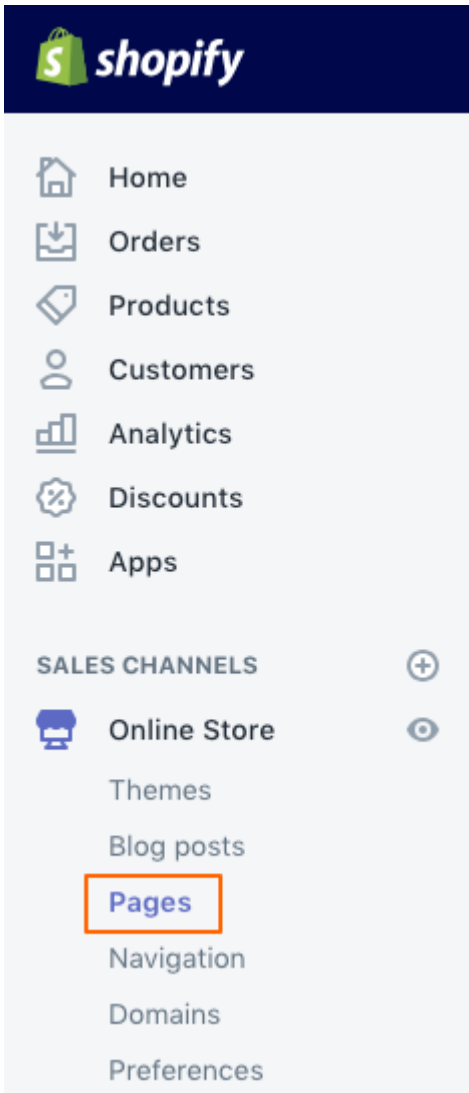 shopify
Home
Orders
Products
Customers
Analytics
Discounts
Apps
SALES CHANNELS
Online Store
Themes
Blog posts
Pages
Navigation
Domains
Preferences